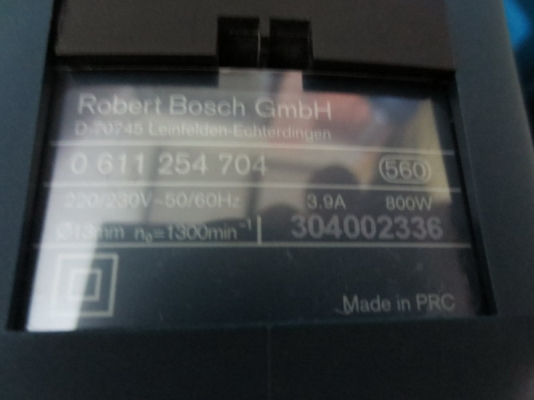 Robert Bosch GmbH
D-70745 Leinfelden-Echterdingen
0 611 254 704 560
220/230V~50/60Hz 3.9A 800W
Ø13mm n₀=1300min⁻¹ 304002336
Made in PRC